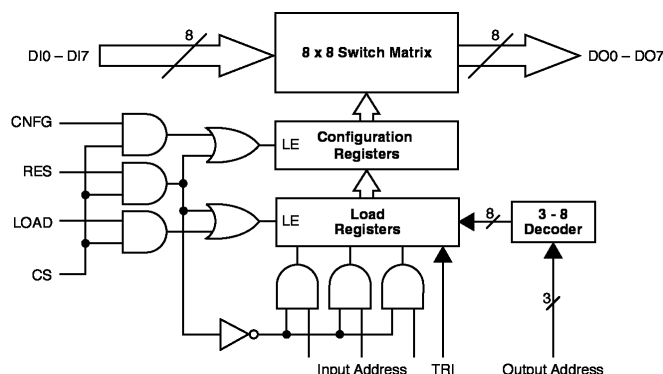 8
8
DI0 – DI7
8 x 8 Switch Matrix
DO0 – DO7
CNFG
LE
Configuration
Registers
RES
LOAD
LE
Load
Registers
8
3 - 8
Decoder
CS
3
Input Address
TRI
Output Address